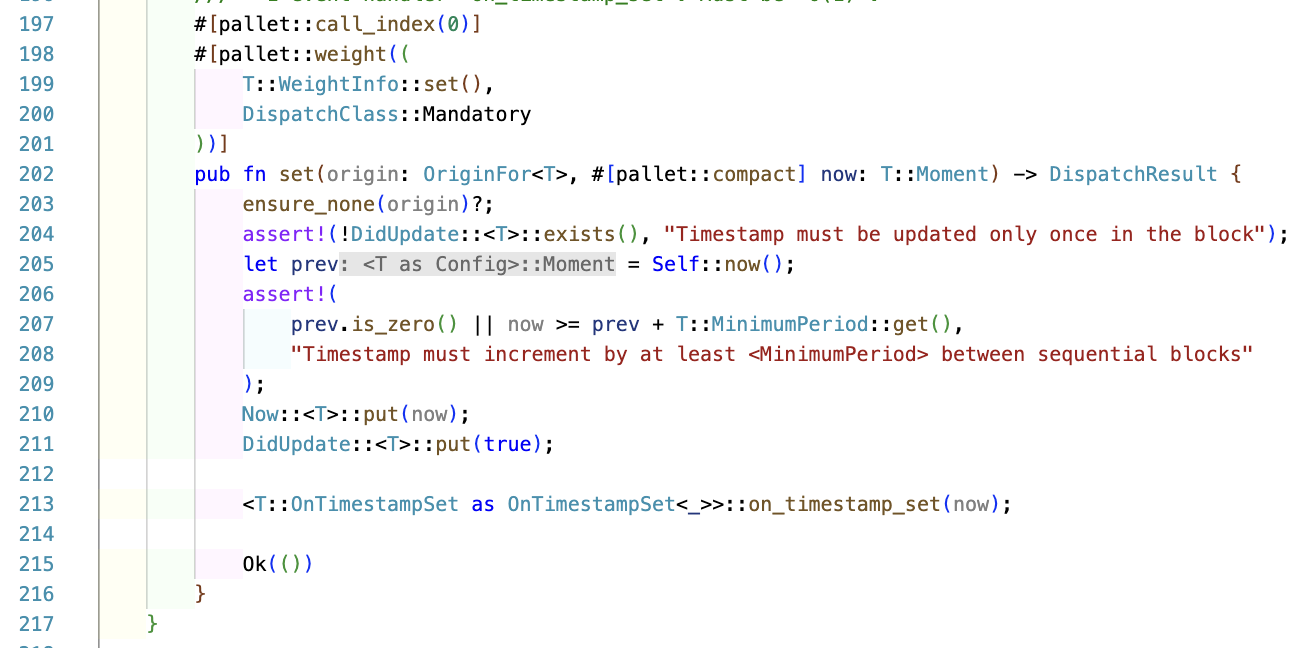 197 #[pallet::call_index(0)]
198 #[pallet::weight((
199 T::WeightInfo::set(),
200 DispatchClass::Mandatory
201 ))]
202 pub fn set(origin: OriginFor<T>, #[pallet::compact] now: T::Moment) -> DispatchResult {
203 ensure_none(origin)?;
204 assert!(!DidUpdate::<T>::exists(), "Timestamp must be updated only once in the block");
205 let prev: <T as Config>::Moment = Self::now();
206 assert!(
207 prev.is_zero() || now >= prev + T::MinimumPeriod::get(),
208 "Timestamp must increment by at least <MinimumPeriod> between sequential blocks"
209 );
210 Now::<T>::put(now);
211 DidUpdate::<T>::put(true);
212
213 <T::OnTimestampSet as OnTimestampSet<_>>::on_timestamp_set(now);
214
215 Ok(())
216 }
217 }